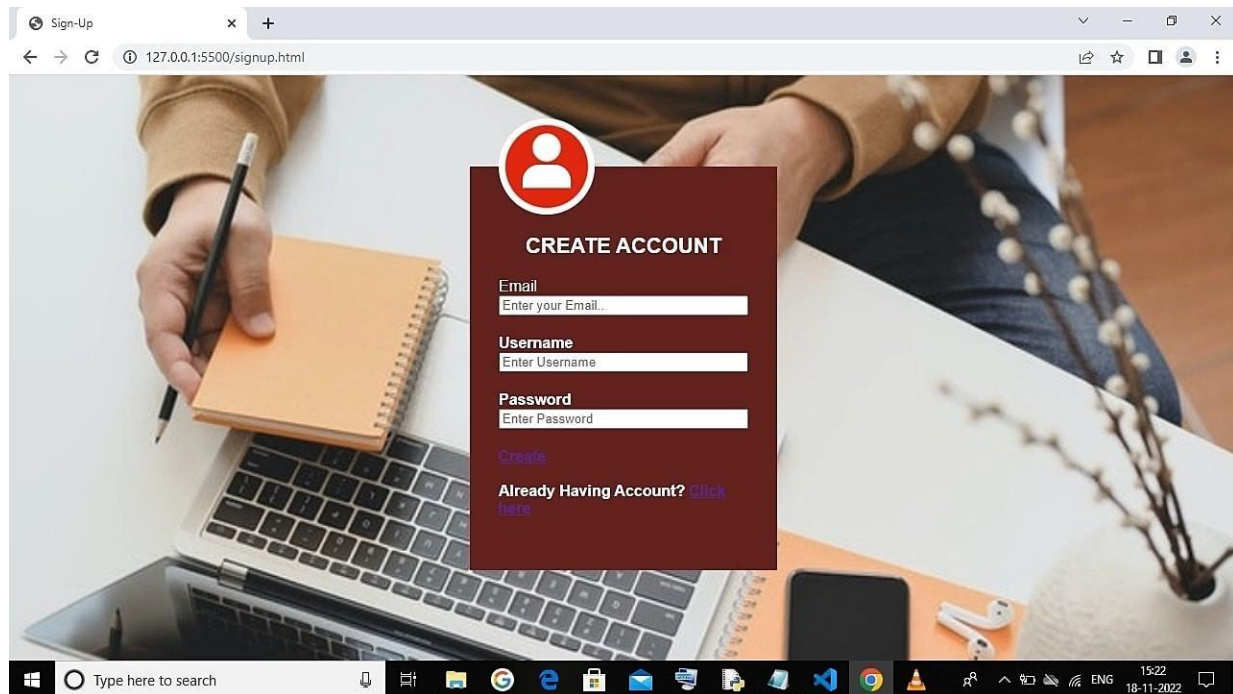 Sign-Up
127.0.0.1:5500/signup.html
CREATE ACCOUNT
Email
Enter your Email..
Username
Enter Username
Password
Enter Password
Create
Already Having Account? Click
here
Type here to search
ENG
15:22
18-11-2022